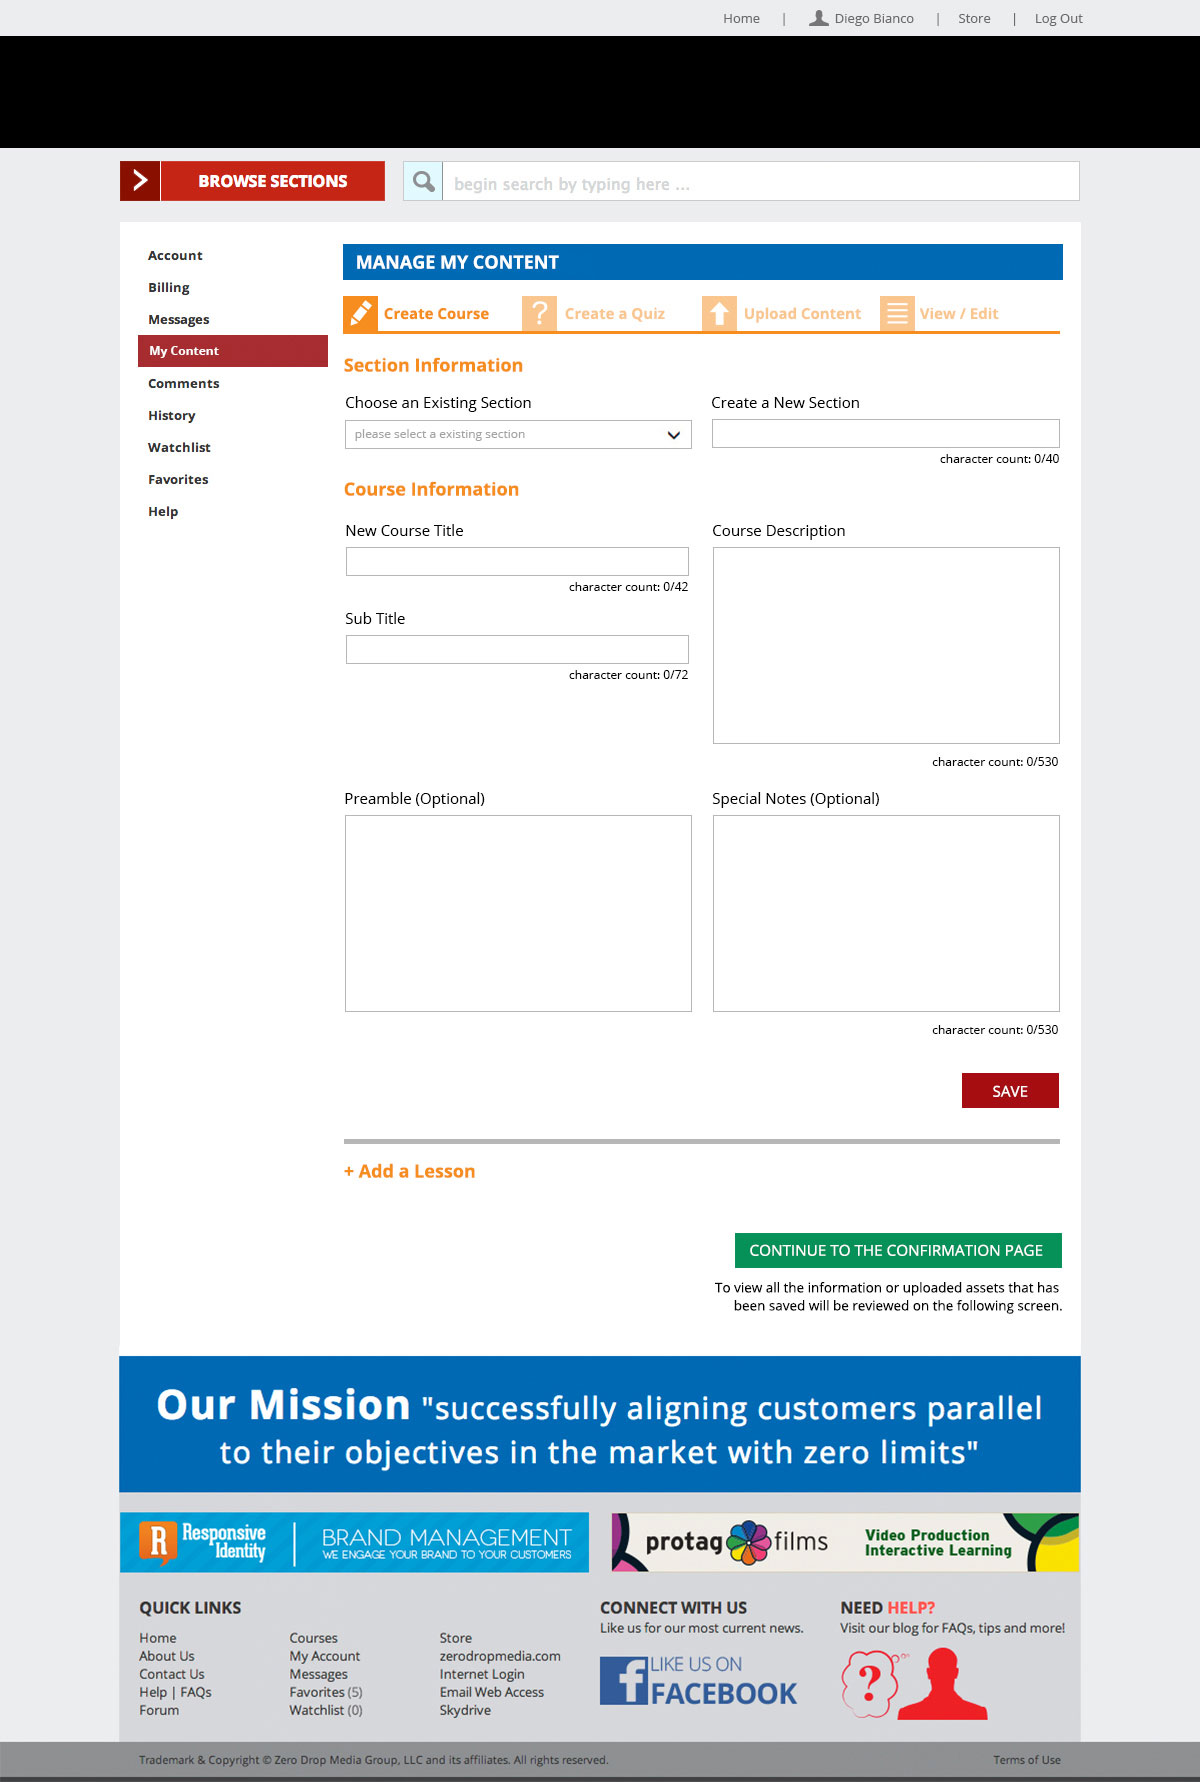 Home | Diego Bianco | Store | Log Out
BROWSE SECTIONS
begin search by typing here ...
Account
Billing
Messages
My Content
Comments
History
Watchlist
Favorites
Help
MANAGE MY CONTENT
Create Course
? Create a Quiz
Upload Content
View / Edit
Section Information
Choose an Existing Section
please select a existing section
Create a New Section
character count: 0/40
Course Information
New Course Title
character count: 0/42
Sub Title
character count: 0/72
Course Description
character count: 0/530
Preamble (Optional)
Special Notes (Optional)
character count: 0/530
SAVE
+ Add a Lesson
CONTINUE TO THE CONFIRMATION PAGE
To view all the information or uploaded assets that has
been saved will be reviewed on the following screen.
Our Mission "successfully aligning customers parallel
to their objectives in the market with zero limits"
R Responsive
Identity
BRAND MANAGEMENT
WE ENGAGE YOUR BRAND TO YOUR CUSTOMERS
protag films
Video Production
Interactive Learning
QUICK LINKS
Home
About Us
Contact Us
Help | FAQs
Forum
Courses
My Account
Messages
Favorites (5)
Watchlist (0)
Store
zerodropmedia.com
Internet Login
Email Web Access
Skydrive
CONNECT WITH US
Like us for our most current news.
f LIKE US ON
FACEBOOK
NEED HELP?
Visit our blog for FAQs, tips and more!
?
Trademark & Copyright © Zero Drop Media Group, LLC and its affiliates. All rights reserved.
Terms of Use